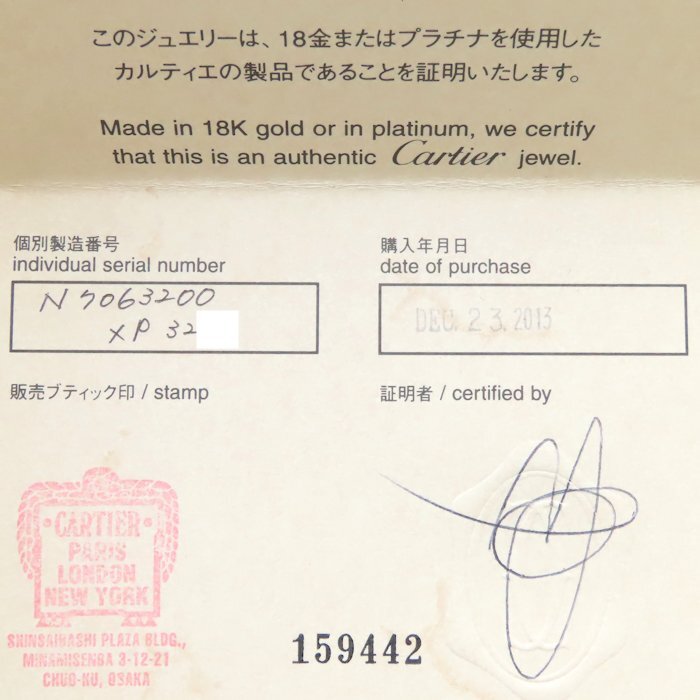 このジュエリーは、18金またはプラチナを使用した
カルティエの製品であることを証明いたします。
Made in 18K gold or in platinum, we certify
that this is an authentic Cartier jewel.
個別製造番号
individual serial number
N7063200
XP 32
購入年月日
date of purchase
DEC. 23. 2013
販売ブティック印 / stamp
証明者 / certified by
CARTIER
PARIS
LONDON
NEW YORK
SHINSAIBASHI PLAZA BLDG.,
MINAMISENBA 3-12-21
CHUO-KU, OSAKA
159442